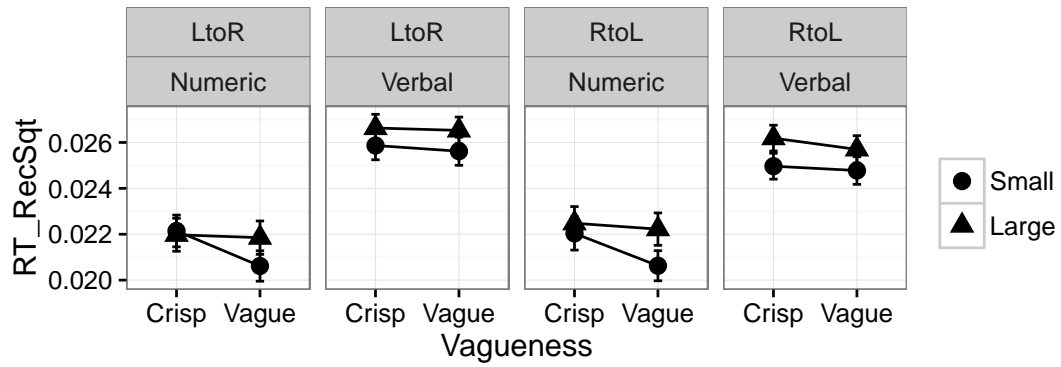 LtoR LtoR RtoL RtoL
Numeric Verbal Numeric Verbal
RT_RecSqt
0.026
0.024
0.022
0.020
Crisp Vague Crisp Vague Crisp Vague Crisp Vague
Vagueness
Small
Large